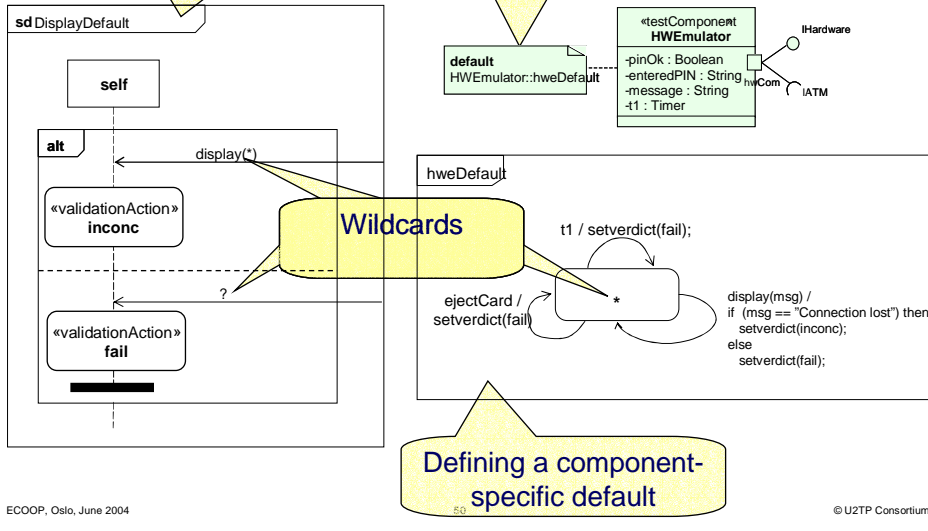 sd DisplayDefault
self
alt
display(*)
«validationAction»
inconc
?
«validationAction»
fail
Wildcards
default
HWEmulator::hweDefault
«testComponent»
HWEmulator
-pinOk : Boolean
-enteredPIN : String
-message : String
-t1 : Timer
hwCom
IHardware
IATM
hweDefault
t1 / setverdict(fail);
*
ejectCard /
setverdict(fail)
display(msg) /
if (msg == "Connection lost") then
setverdict(inconc);
else
setverdict(fail);
Defining a component-
specific default
ECOOP, Oslo, June 2004
50
© U2TP Consortium